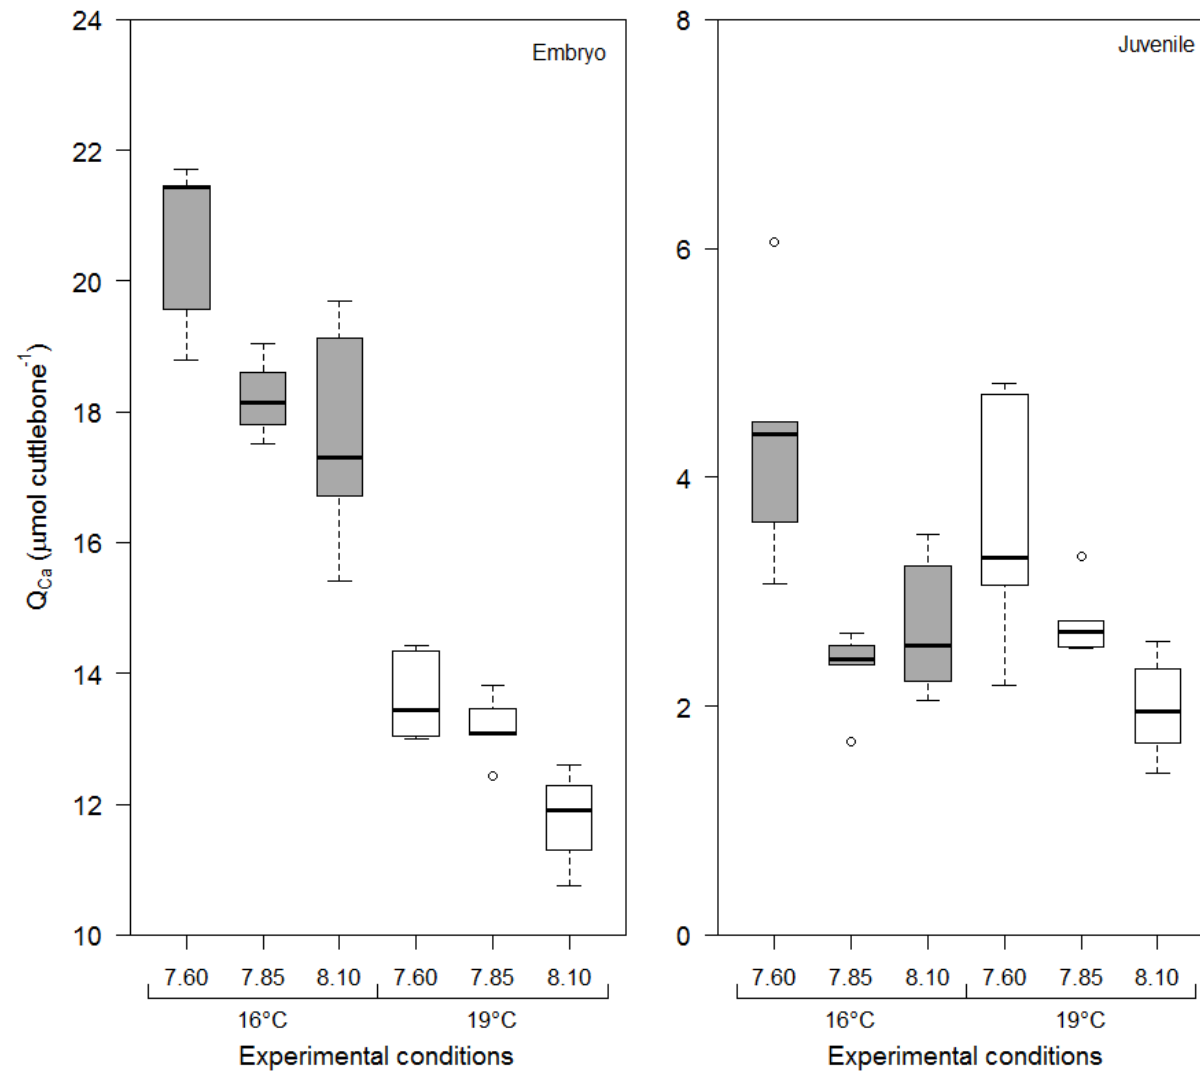 Embryo
24
22
20
18
16
14
12
10
Q_Ca (μmol cuttlebone^-1)
7.60 7.85 8.10 7.60 7.85 8.10
16°C 19°C
Experimental conditions
Juvenile
8
6
4
2
0
7.60 7.85 8.10 7.60 7.85 8.10
16°C 19°C
Experimental conditions